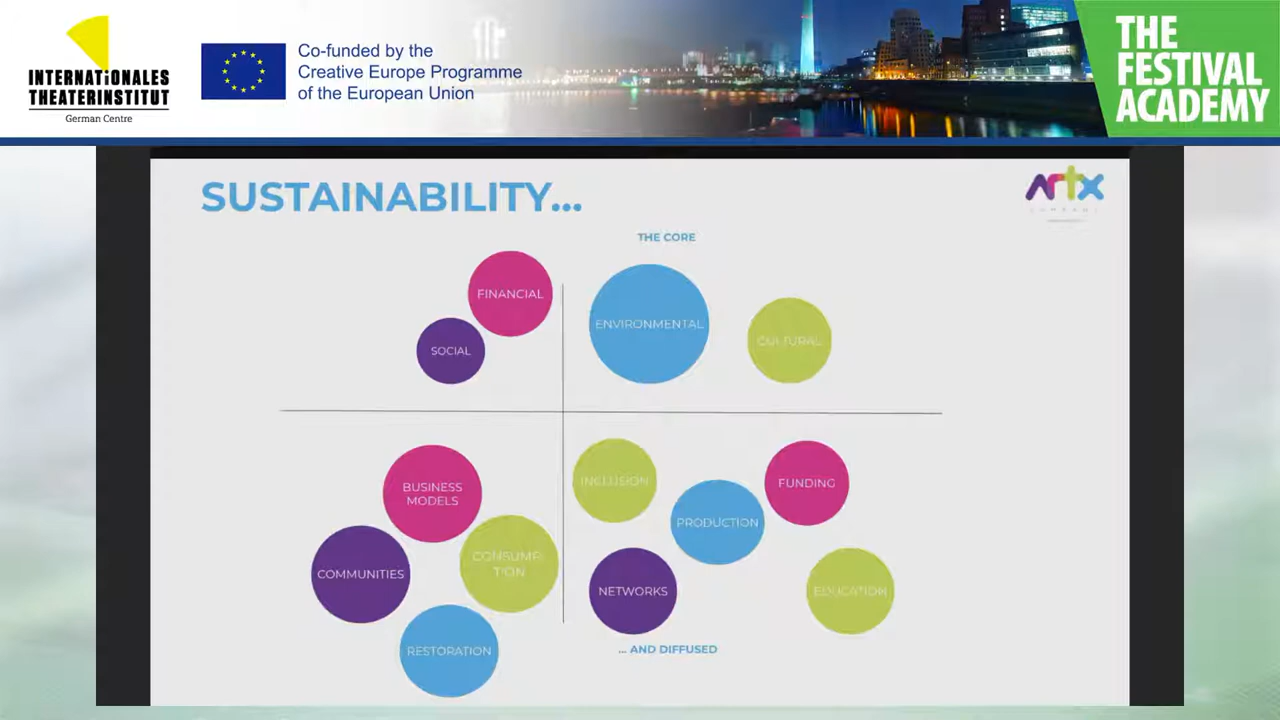 INTERNATiONALES
THEATERINSTITUT
German Centre
Co-funded by the
Creative Europe Programme
of the European Union
THE
FESTIVAL
ACADEMY
SUSTAINABILITY...
artx
COMPANY
THE CORE
FINANCIAL
ENVIRONMENTAL
CULTURAL
SOCIAL
INCLUSION
FUNDING
BUSINESS
MODELS
PRODUCTION
CONSUMP-
TION
COMMUNITIES
NETWORKS
EDUCATION
RESTORATION
... AND DIFFUSED